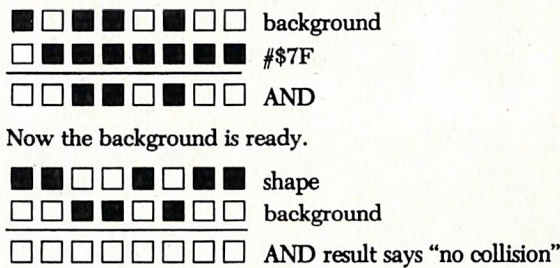 background
#$7F
AND
Now the background is ready.
shape
background
AND result says “no collision”